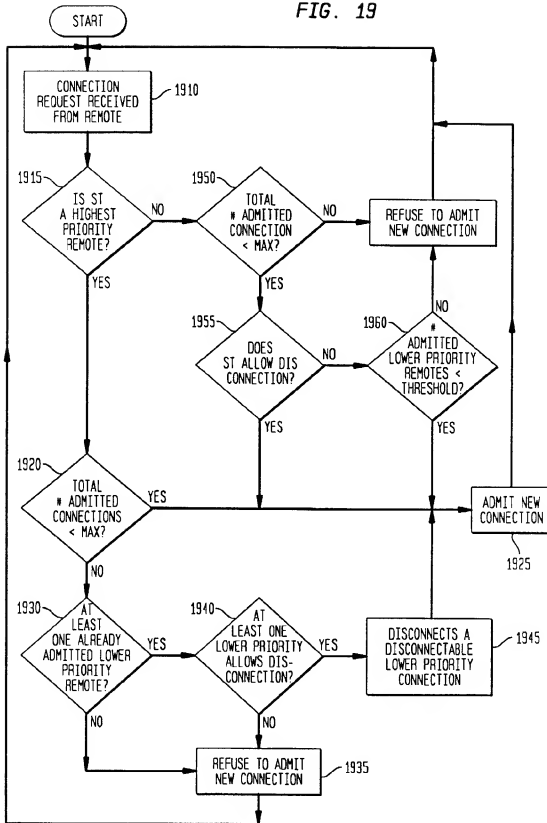 FIG. 19
START
CONNECTION
REQUEST RECEIVED
FROM REMOTE
1910
1915
IS ST
A HIGHEST
PRIORITY
REMOTE?
NO
YES
1950
TOTAL
# ADMITTED
CONNECTION
< MAX?
NO
YES
REFUSE TO ADMIT
NEW CONNECTION
1955
DOES
ST ALLOW DIS
CONNECTION?
NO
YES
1960
#
ADMITTED
LOWER PRIORITY
REMOTES <
THRESHOLD?
NO
YES
1920
TOTAL
# ADMITTED
CONNECTIONS
< MAX?
YES
NO
ADMIT NEW
CONNECTION
1925
1930
AT
LEAST
ONE ALREADY
ADMITTED LOWER
PRIORITY
REMOTE?
YES
NO
1940
AT
LEAST ONE
LOWER PRIORITY
ALLOWS DIS-
CONNECTION?
YES
NO
DISCONNECTS A
DISCONNECTABLE
LOWER PRIORITY
CONNECTION
1945
REFUSE TO ADMIT
NEW CONNECTION
1935